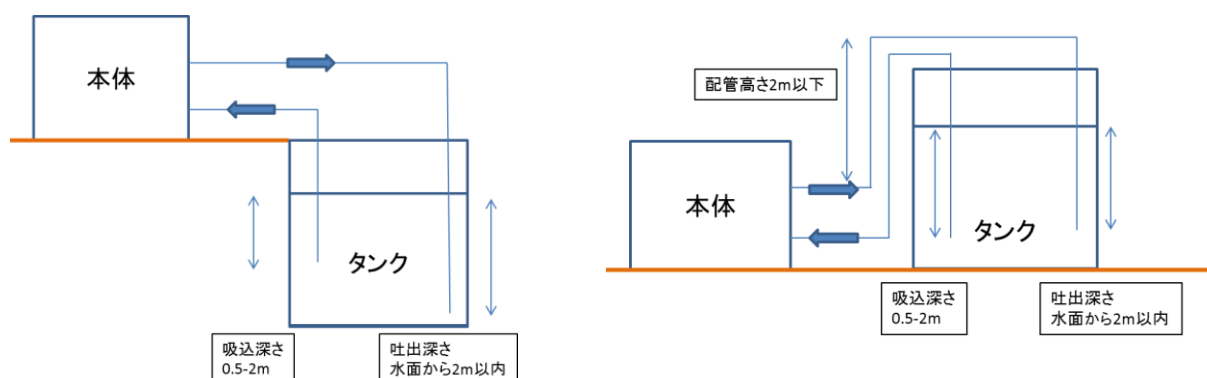 本体
タンク
吸込深さ
0.5-2m
吐出深さ
水面から2m以内
配管高さ2m以下
本体
タンク
吸込深さ
0.5-2m
吐出深さ
水面から2m以内